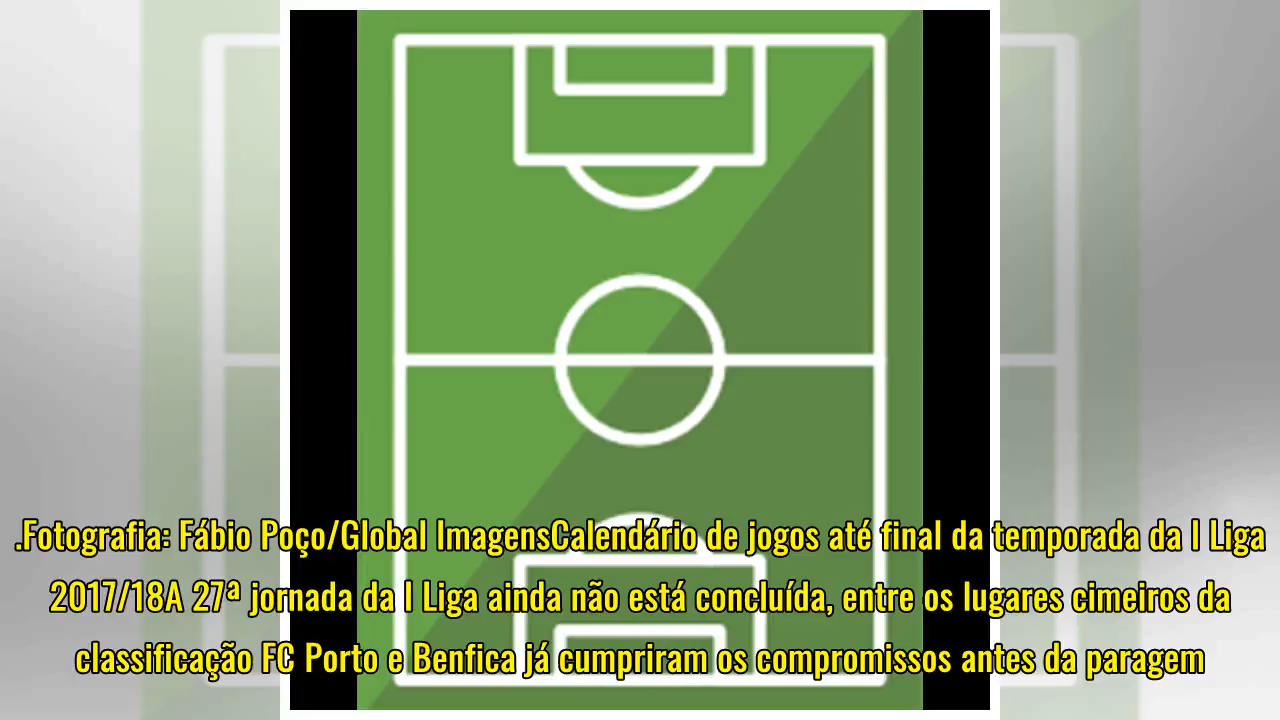 .Fotografia: Fábio Poço/Global ImagensCalendário de jogos até final da temporada da I Liga
2017/18A 27ª jornada da I Liga ainda não está concluída, entre os lugares cimeiros da
classificação FC Porto e Benfica já cumpriram os compromissos antes da paragem